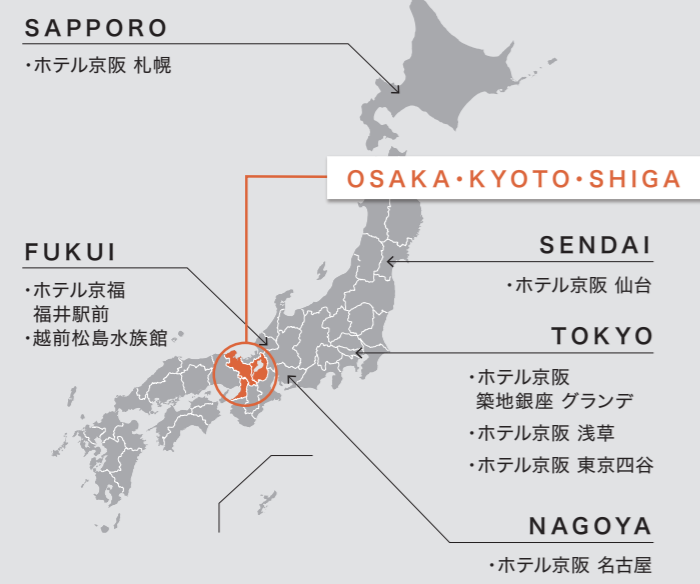 SAPPORO
・ホテル京阪 札幌
OSAKA・KYOTO・SHIGA
FUKUI
・ホテル京福
福井駅前
・越前松島水族館
SENDAI
・ホテル京阪 仙台
TOKYO
・ホテル京阪
築地銀座 グランデ
・ホテル京阪 浅草
・ホテル京阪 東京四谷
NAGOYA
・ホテル京阪 名古屋